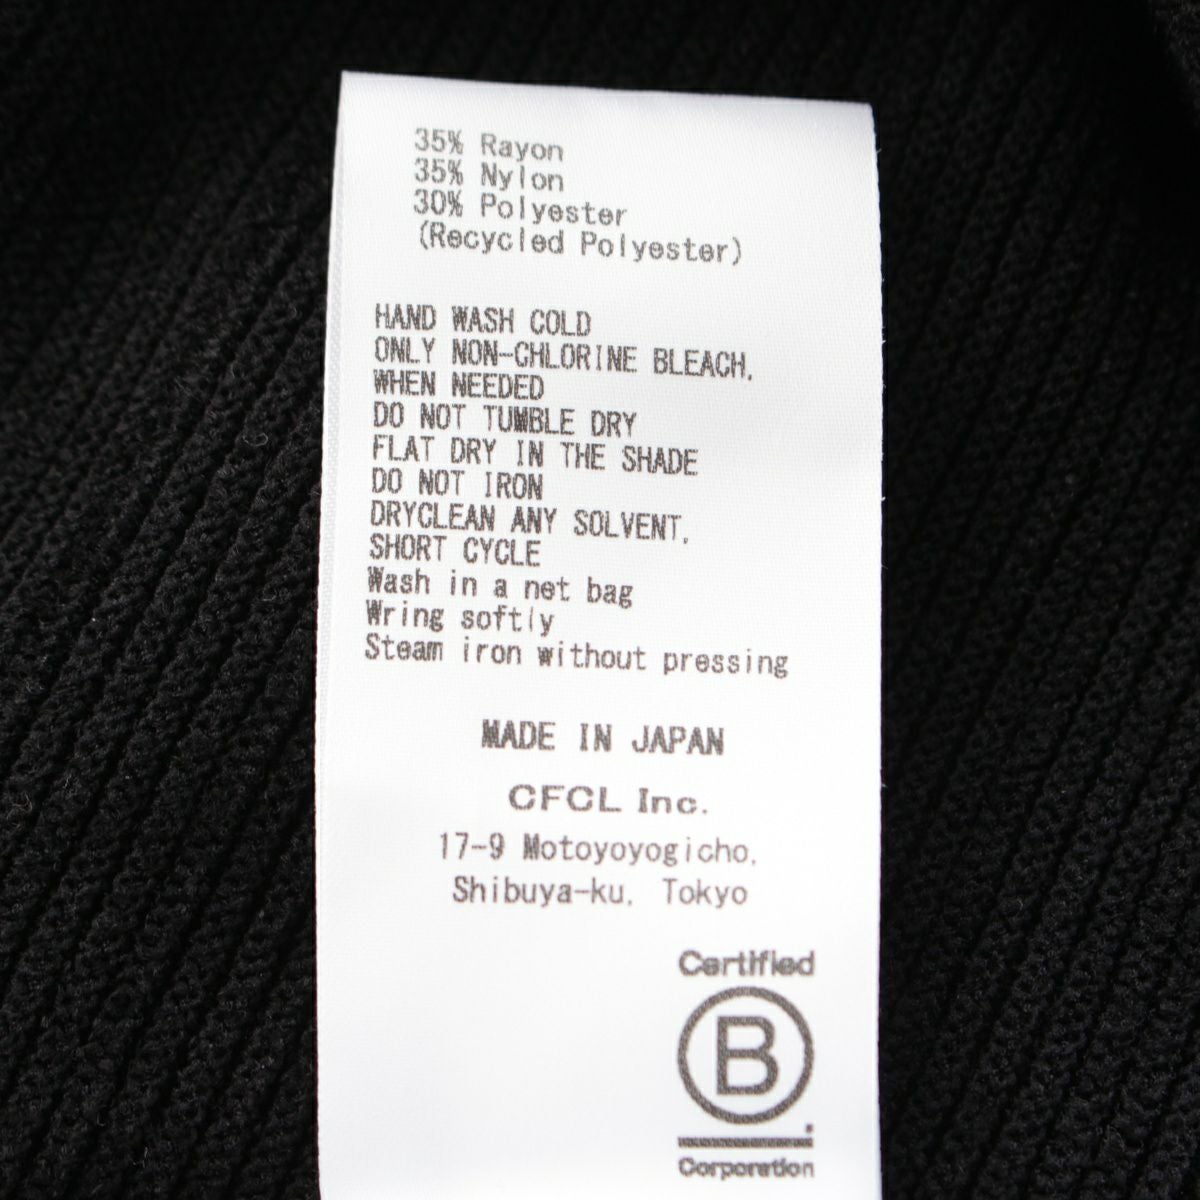 35% Rayon
35% Nylon
30% Polyester
(Recycled Polyester)
HAND WASH COLD
ONLY NON-CHLORINE BLEACH,
WHEN NEEDED
DO NOT TUMBLE DRY
FLAT DRY IN THE SHADE
DO NOT IRON
DRYCLEAN ANY SOLVENT,
SHORT CYCLE
Wash in a net bag
Wring softly
Steam iron without pressing
MADE IN JAPAN
CFCL Inc.
17-9 Motoyoyogicho,
Shibuya-ku, Tokyo
Certified
B
Corporation